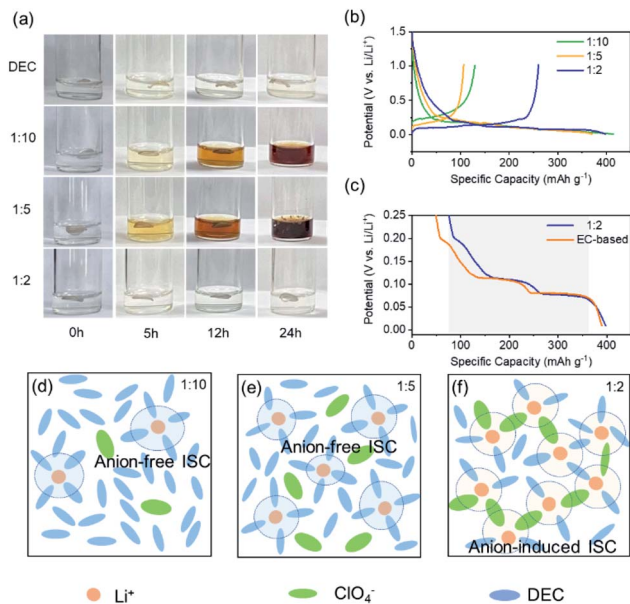 (a)
DEC
1:10
1:5
1:2
0h 5h 12h 24h
(b)
1.5
1.0
0.5
0.0
Potential (V vs. Li/Li⁺)
1:10
1:5
1:2
0 100 200 300 400 500
Specific Capacity (mAh g⁻¹)
(c)
0.25
0.20
0.15
0.10
0.05
0.00
Potential (V vs. Li/Li⁺)
1:2
EC-based
0 100 200 300 400
Specific Capacity (mAh g⁻¹)
(d) 1:10
Anion-free ISC
(e) 1:5
Anion-free ISC
(f) 1:2
Anion-induced ISC
Li⁺ ClO₄⁻ DEC